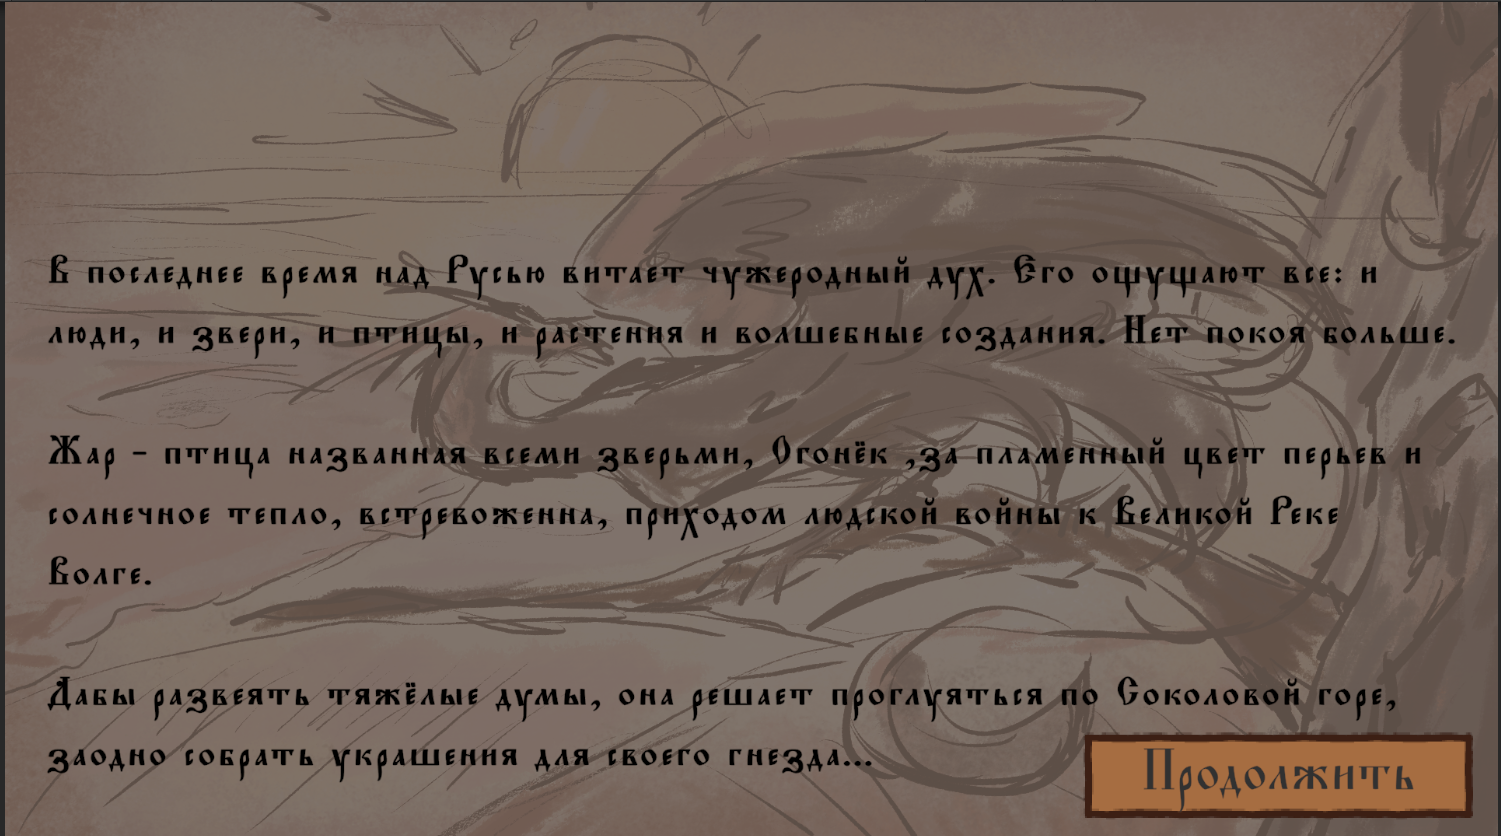 В последнее время над Русью витает чужеродный дух. Его ощущают все: и
люди, и звери, и птицы, и растения и волшебные создания. Нет покоя больше.
Жар - птица названная всеми зверьми, Огонёк ,за пламенный цвет перьев и
солнечное тепло, встревоженна, приходом людской войны к Великой Реке
Волге.
Дабы развеять тяжёлые думы, она решает проглуяться по Соколовой горе,
заодно собрать украшения для своего гнезда...
Продолжить